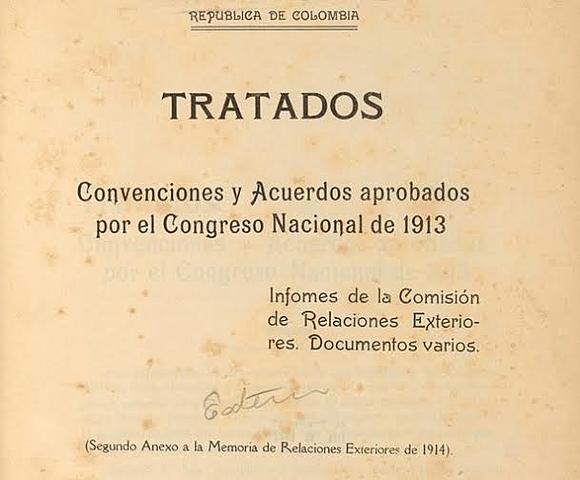 REPUBLICA DE COLOMBIA
TRATADOS
Convenciones y Acuerdos aprobados
por el Congreso Nacional de 1913
Infomes de la Comisión
de Relaciones Exterio-
res. Documentos varios.
(Segundo Anexo a la Memoria de Relaciones Exteriores de 1914).